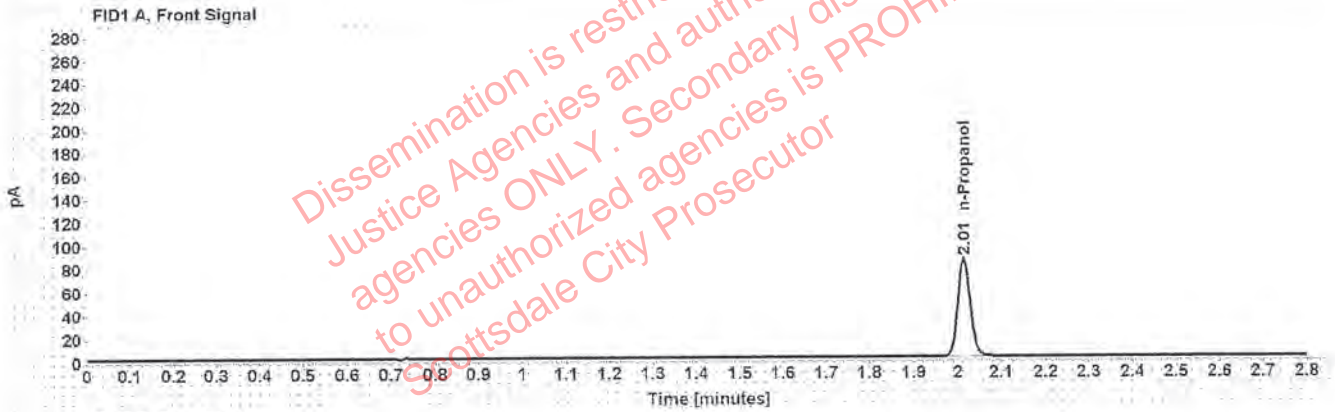 FID1 A, Front Signal
280
260
240
220
200
180
160
140
120
100
80
60
40
20
0
pA
2.01 n-Propanol
0 0.1 0.2 0.3 0.4 0.5 0.6 0.7 0.8 0.9 1 1.1 1.2 1.3 1.4 1.5 1.6 1.7 1.8 1.9 2 2.1 2.2 2.3 2.4 2.5 2.6 2.7 2.8
Time [minutes]
Dissemination is
Justice Agencies and
agencies ONLY. Secondary
to unauthorized agencies is
Scottsdale City Prosecutor